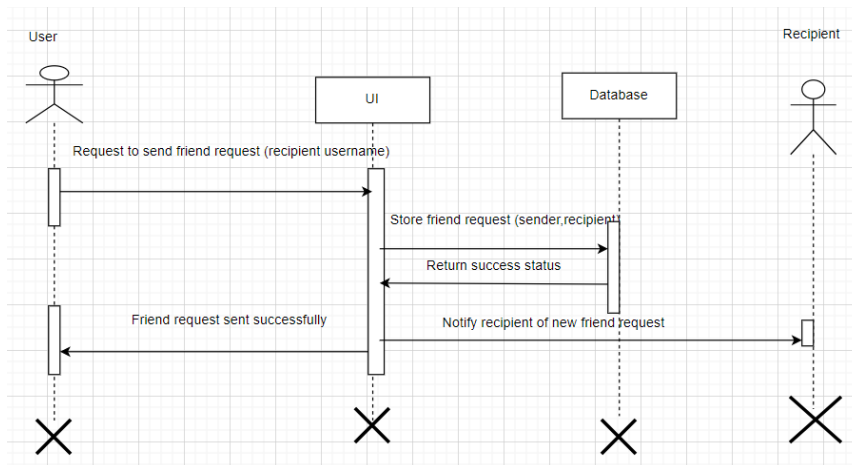 User
Recipient
UI
Database
Request to send friend request (recipient username)
Store friend request (sender,recipient)
Return success status
Friend request sent successfully
Notify recipient of new friend request